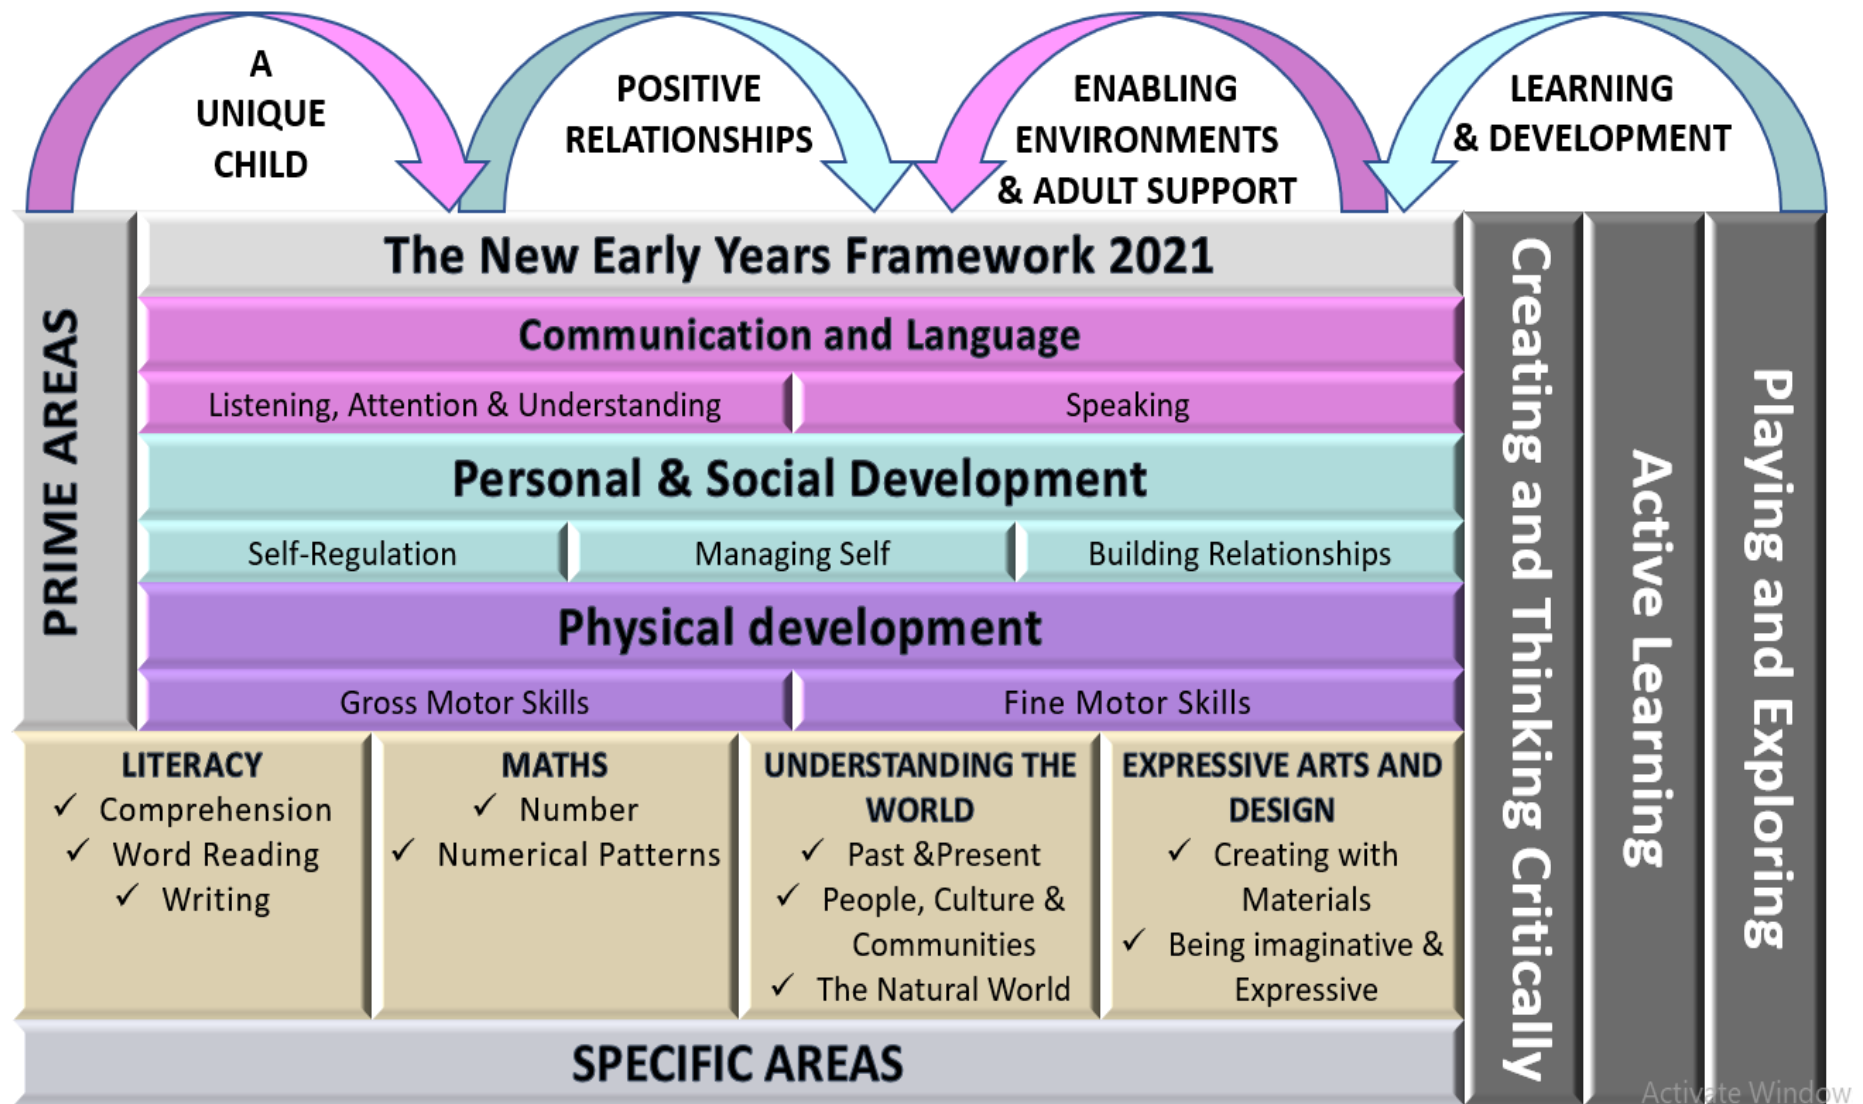 A
UNIQUE
CHILD
POSITIVE
RELATIONSHIPS
ENABLING
ENVIRONMENTS
& ADULT SUPPORT
LEARNING
& DEVELOPMENT
PRIME AREAS
The New Early Years Framework 2021
Communication and Language
Listening, Attention & Understanding
Speaking
Personal & Social Development
Self-Regulation
Managing Self
Building Relationships
Physical development
Gross Motor Skills
Fine Motor Skills
LITERACY
✓ Comprehension
✓ Word Reading
✓ Writing
MATHS
✓ Number
✓ Numerical Patterns
UNDERSTANDING THE
WORLD
✓ Past &Present
✓ People, Culture &
Communities
✓ The Natural World
EXPRESSIVE ARTS AND
DESIGN
✓ Creating with
Materials
✓ Being imaginative &
Expressive
SPECIFIC AREAS
Creating and Thinking Critically
Active Learning
Playing and Exploring
Activate Window